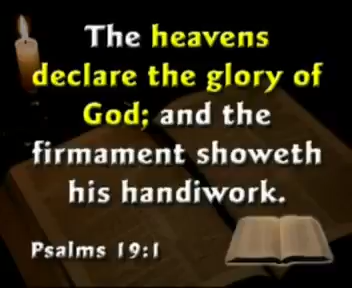 The heavens
declare the glory of
God; and the
firmament showeth
his handiwork.
Psalms 19:1